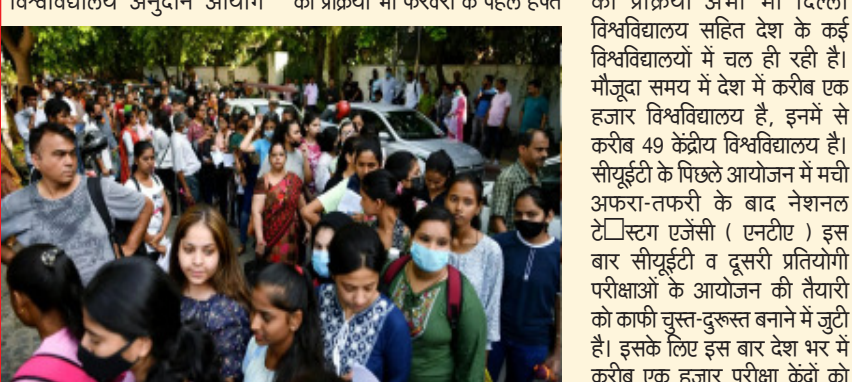 विश्वविद्यालय अनुदान आयोग
की प्रक्रिया भी फरवरी के पहले हफ्ते
की प्रक्रिया अभी भी दिल्ली
विश्वविद्यालय सहित देश के कई
विश्वविद्यालयों में चल ही रही है।
मौजूदा समय में देश में करीब एक
हजार विश्वविद्यालय है, इनमें से
करीब 49 केंद्रीय विश्वविद्यालय है।
सीयूईटी के पिछले आयोजन में मची
अफरा-तफरी के बाद नेशनल
टे□स्टग एजेंसी ( एनटीए ) इस
बार सीयूईटी व दूसरी प्रतियोगी
परीक्षाओं के आयोजन की तैयारी
को काफी चुस्त-दुरूस्त बनाने में जुटी
है। इसके लिए इस बार देश भर में
करीब एक हजार परीक्षा केंद्रों को